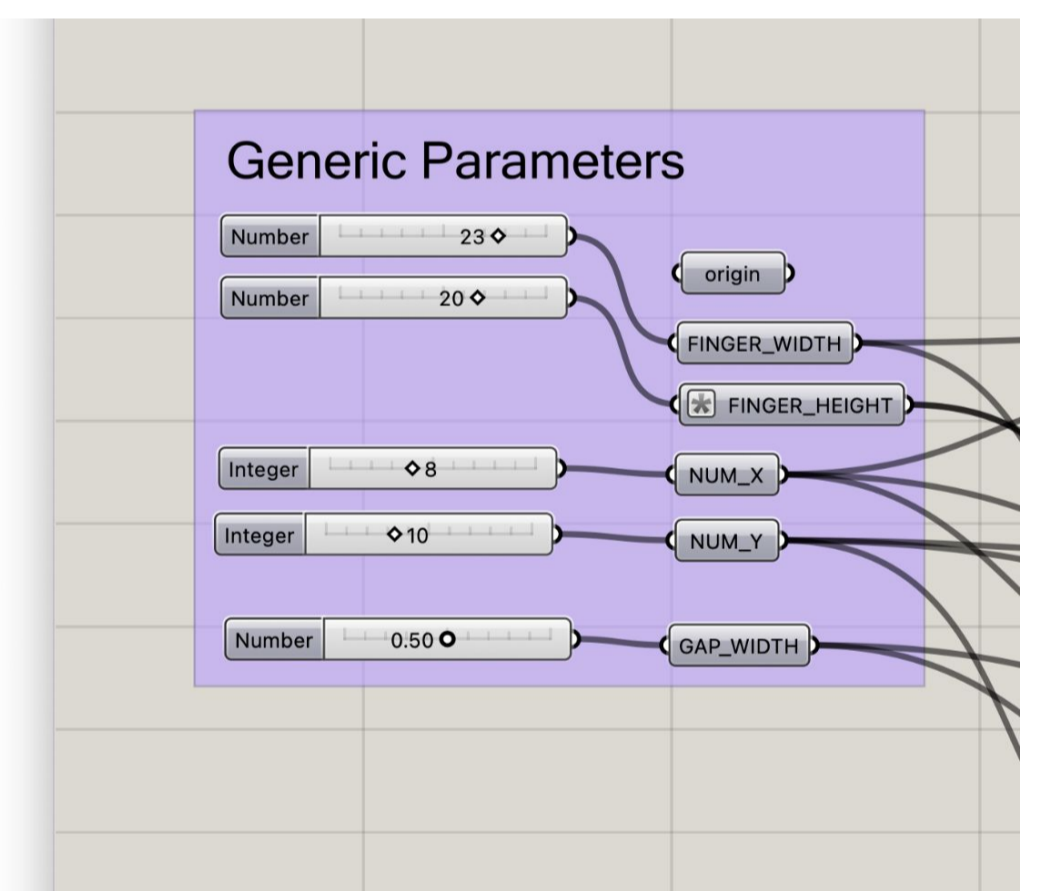 Generic Parameters
Number 23
origin
Number 20
FINGER_WIDTH
FINGER_HEIGHT
Integer 8
NUM_X
Integer 10
NUM_Y
Number 0.50
GAP_WIDTH